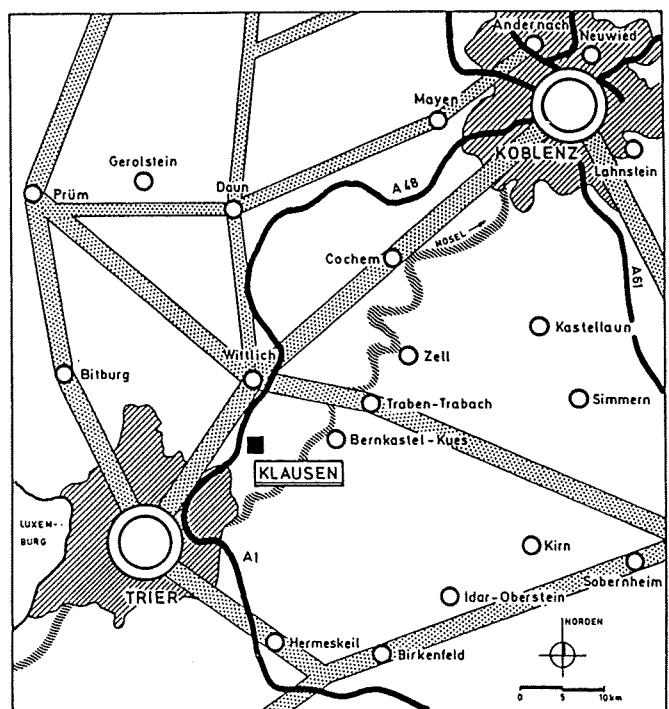 Andernach
Neuwied
Mayen
KOBLENZ
Gerolstein
Lahnstein
Prüm
Daun
A 48
MOSEL
Cochem
A61
Kastellaun
Wittlich
Zell
Bitburg
Traben-Trabach
Simmern
Bernkastel-Kues
KLAUSEN
LUXEM-
BURG
A1
Kirn
Sobernheim
TRIER
Idar-Oberstein
NORDEN
Hermeskeil
Birkenfeld
0 5 10km